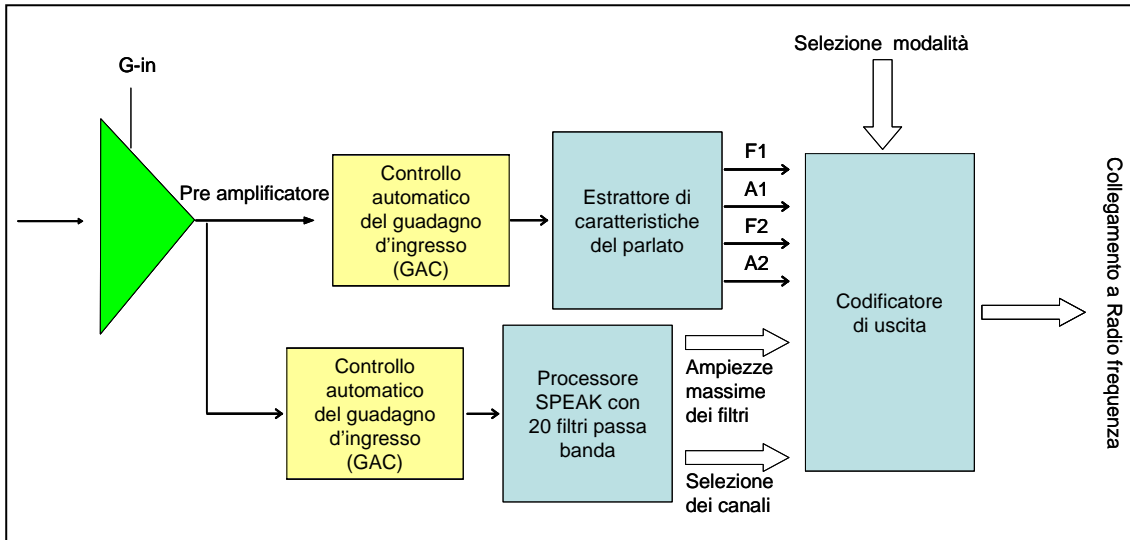 Selezione modalità
G-in
Pre amplificatore
Controllo
automatico
del guadagno
d'ingresso
(GAC)
Estrattore di
caratteristiche
del parlato
F1
A1
F2
A2
Codificatore
di uscita
Collegamento a Radio frequenza
Controllo
automatico
del guadagno
d'ingresso
(GAC)
Processore
SPEAK con
20 filtri passa
banda
Ampiezze
massime
dei filtri
Selezione
dei canali